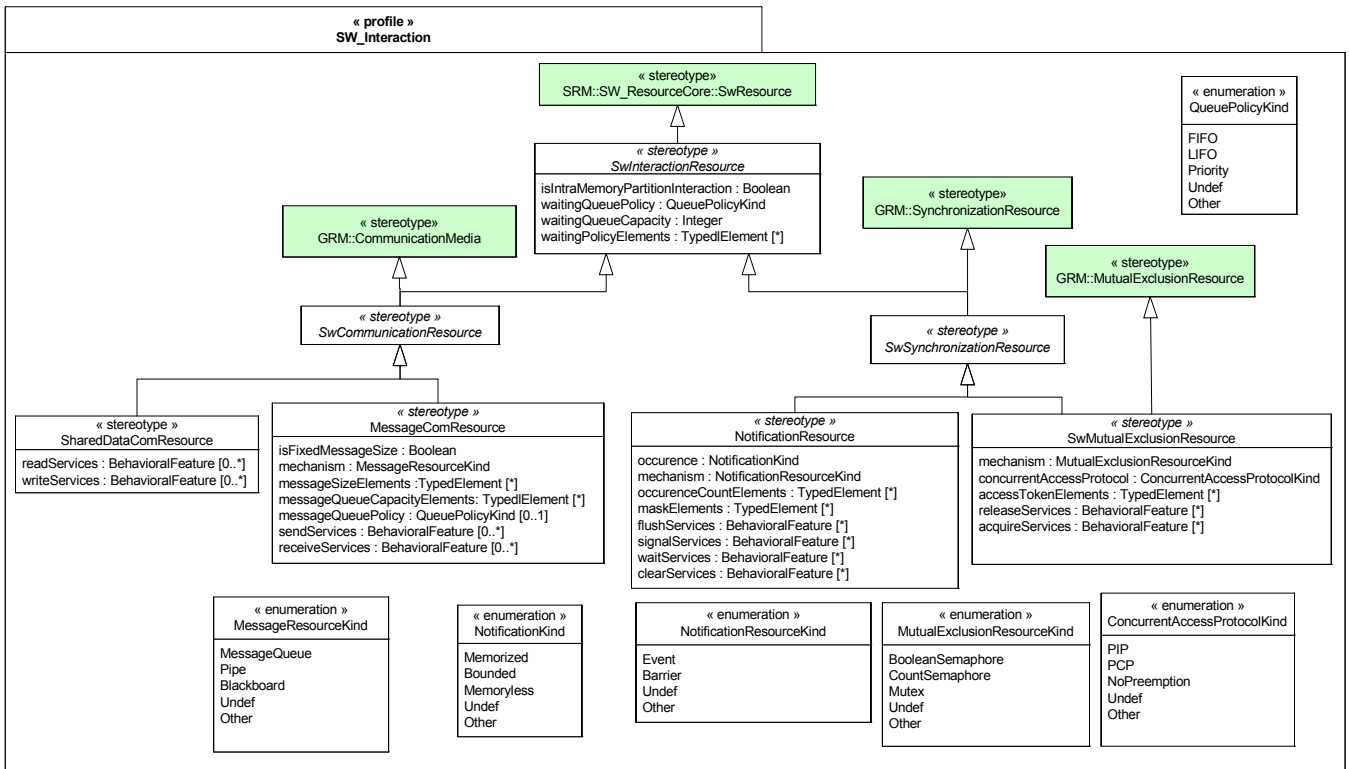 « profile »
SW_Interaction
« stereotype »
SRM::SW_ResourceCore::SwResource
« enumeration »
QueuePolicyKind
FIFO
LIFO
Priority
Undef
Other
« stereotype »
SwInteractionResource
isIntraMemoryPartitionInteraction : Boolean
waitingQueuePolicy : QueuePolicyKind
waitingQueueCapacity : Integer
waitingPolicyElements : TypedlElement [*]
« stereotype»
GRM::SynchronizationResource
« stereotype»
GRM::CommunicationMedia
« stereotype»
GRM::MutualExclusionResource
« stereotype »
SwCommunicationResource
« stereotype »
SwSynchronizationResource
« stereotype »
SharedDataComResource
readServices : BehavioralFeature [0..*]
writeServices : BehavioralFeature [0..*]
« stereotype »
MessageComResource
isFixedMessageSize : Boolean
mechanism : MessageResourceKind
messageSizeElements :TypedElement [*]
messageQueueCapacityElements: TypedlElement [*]
messageQueuePolicy : QueuePolicyKind [0..1]
sendServices : BehavioralFeature [0..*]
receiveServices : BehavioralFeature [0..*]
« stereotype »
NotificationResource
occurence : NotificationKind
mechanism : NotificationResourceKind
occurenceCountElements : TypedElement [*]
maskElements : TypedElement [*]
flushServices : BehavioralFeature [*]
signalServices : BehavioralFeature [*]
waitServices : BehavioralFeature [*]
clearServices : BehavioralFeature [*]
« stereotype »
SwMutualExclusionResource
mechanism : MutualExclusionResourceKind
concurrentAccessProtocol : ConcurrentAccessProtocolKind
accessTokenElements : TypedElement [*]
releaseServices : BehavioralFeature [*]
acquireServices : BehavioralFeature [*]
« enumeration »
MessageResourceKind
MessageQueue
Pipe
Blackboard
Undef
Other
« enumeration »
NotificationKind
Memorized
Bounded
Memoryless
Undef
Other
« enumeration »
NotificationResourceKind
Event
Barrier
Undef
Other
« enumeration »
MutualExclusionResourceKind
BooleanSemaphore
CountSemaphore
Mutex
Undef
Other
« enumeration »
ConcurrentAccessProtocolKind
PIP
PCP
NoPreemption
Undef
Other